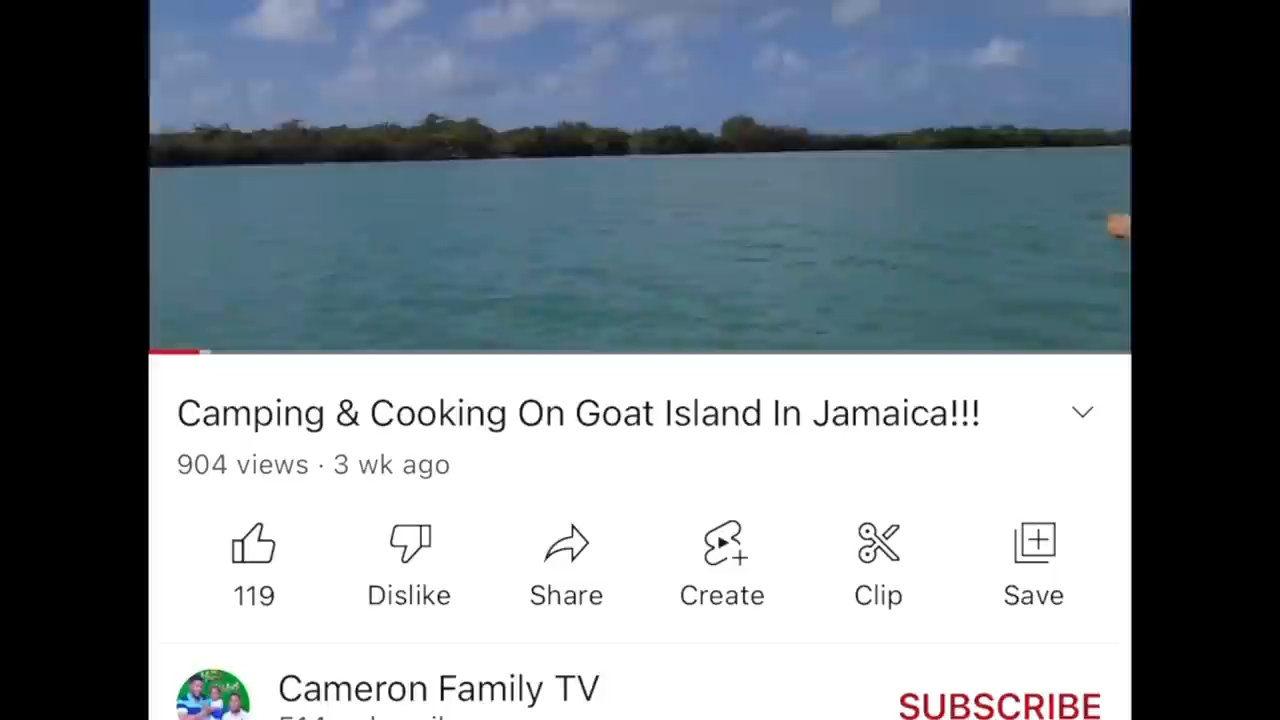 Camping & Cooking On Goat Island In Jamaica!!!
904 views · 3 wk ago
119
Dislike
Share
Create
Clip
Save
Cameron Family TV
SUBSCRIBE